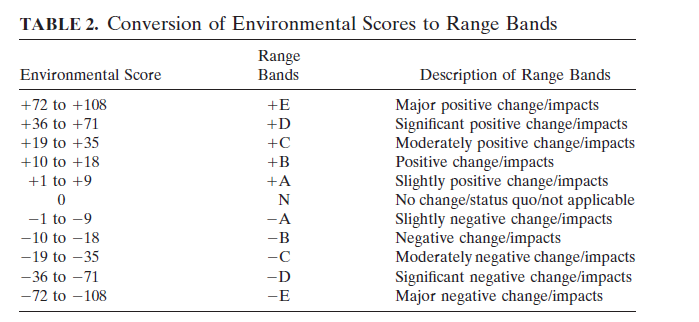 TABLE 2. Conversion of Environmental Scores to Range Bands
Environmental Score Range Bands Description of Range Bands
+72 to +108 +E Major positive change/impacts
+36 to +71 +D Significant positive change/impacts
+19 to +35 +C Moderately positive change/impacts
+10 to +18 +B Positive change/impacts
+1 to +9 +A Slightly positive change/impacts
0 N No change/status quo/not applicable
−1 to −9 −A Slightly negative change/impacts
−10 to −18 −B Negative change/impacts
−19 to −35 −C Moderately negative change/impacts
−36 to −71 −D Significant negative change/impacts
−72 to −108 −E Major negative change/impacts